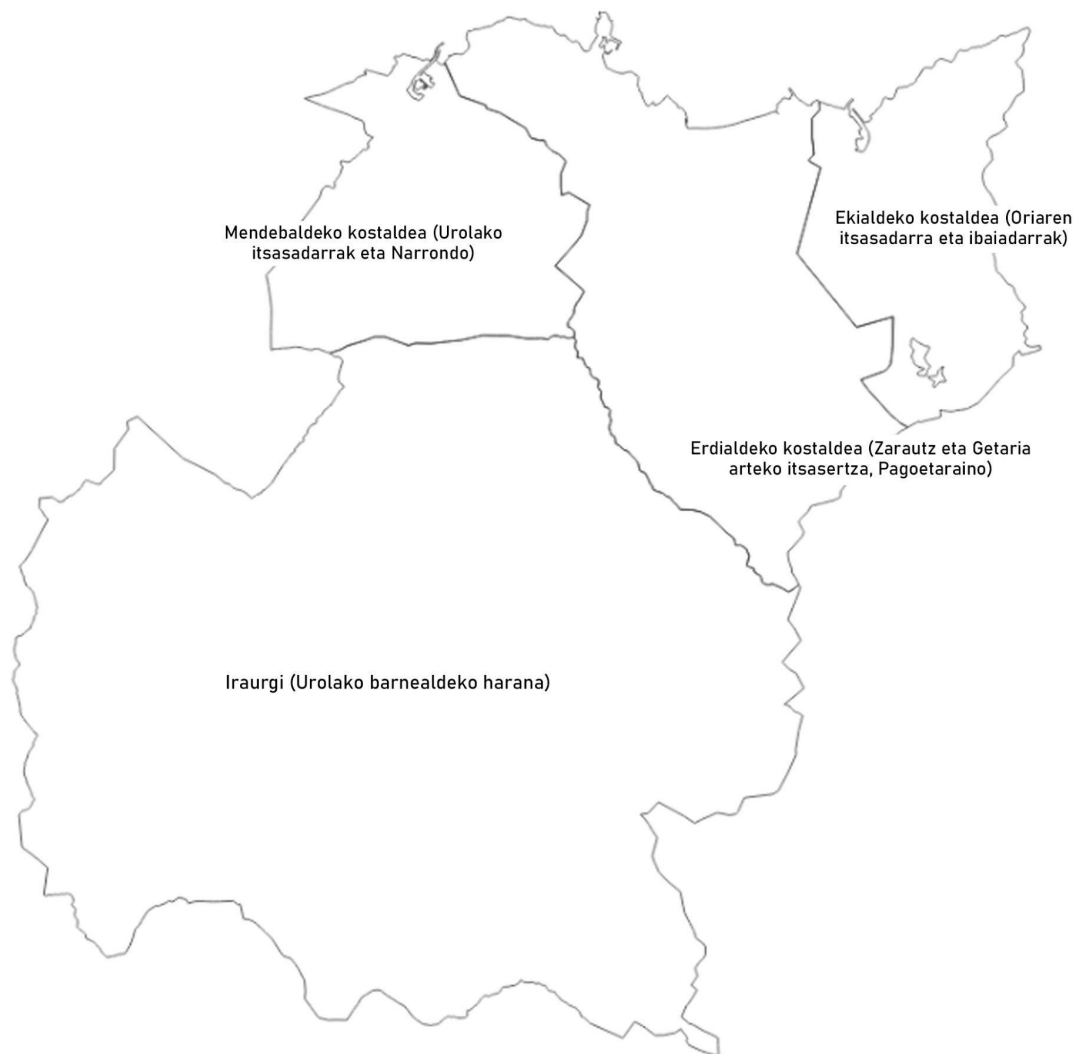 Mendebaldeko kostaldea (Urolako
itsasadarrak eta Narrondo)
Ekialdeko kostaldea (Oriaren
itsasadarra eta ibaiadarrak)
Erdialdeko kostaldea (Zarautz eta Getaria
arteko itsasertza, Pagoetaraino)
Iraurgi (Urolako barnealdeko harana)